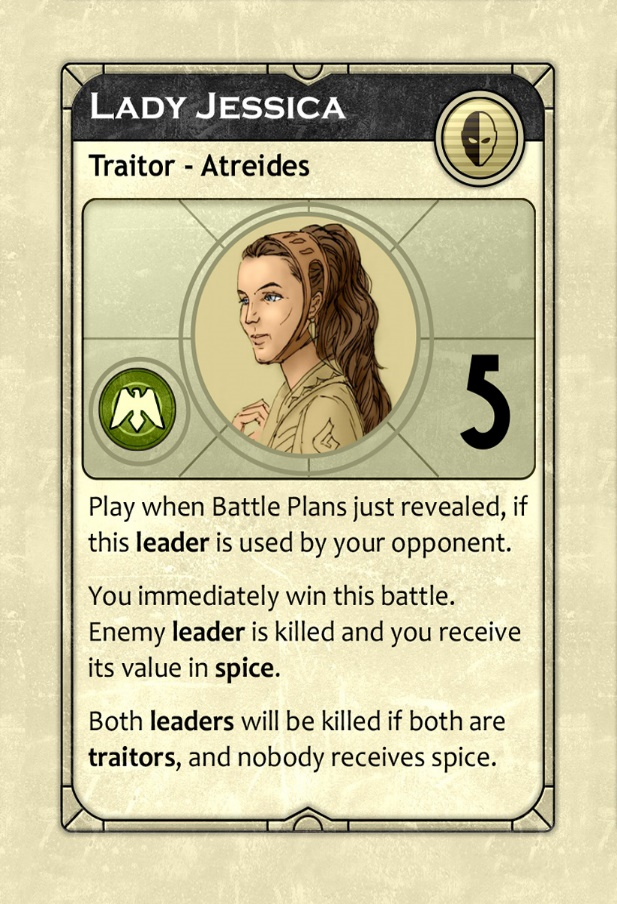 Lady Jessica
Traitor - Atreides
5
Play when Battle Plans just revealed, if
this leader is used by your opponent.
You immediately win this battle.
Enemy leader is killed and you receive
its value in spice.
Both leaders will be killed if both are
traitors, and nobody receives spice.